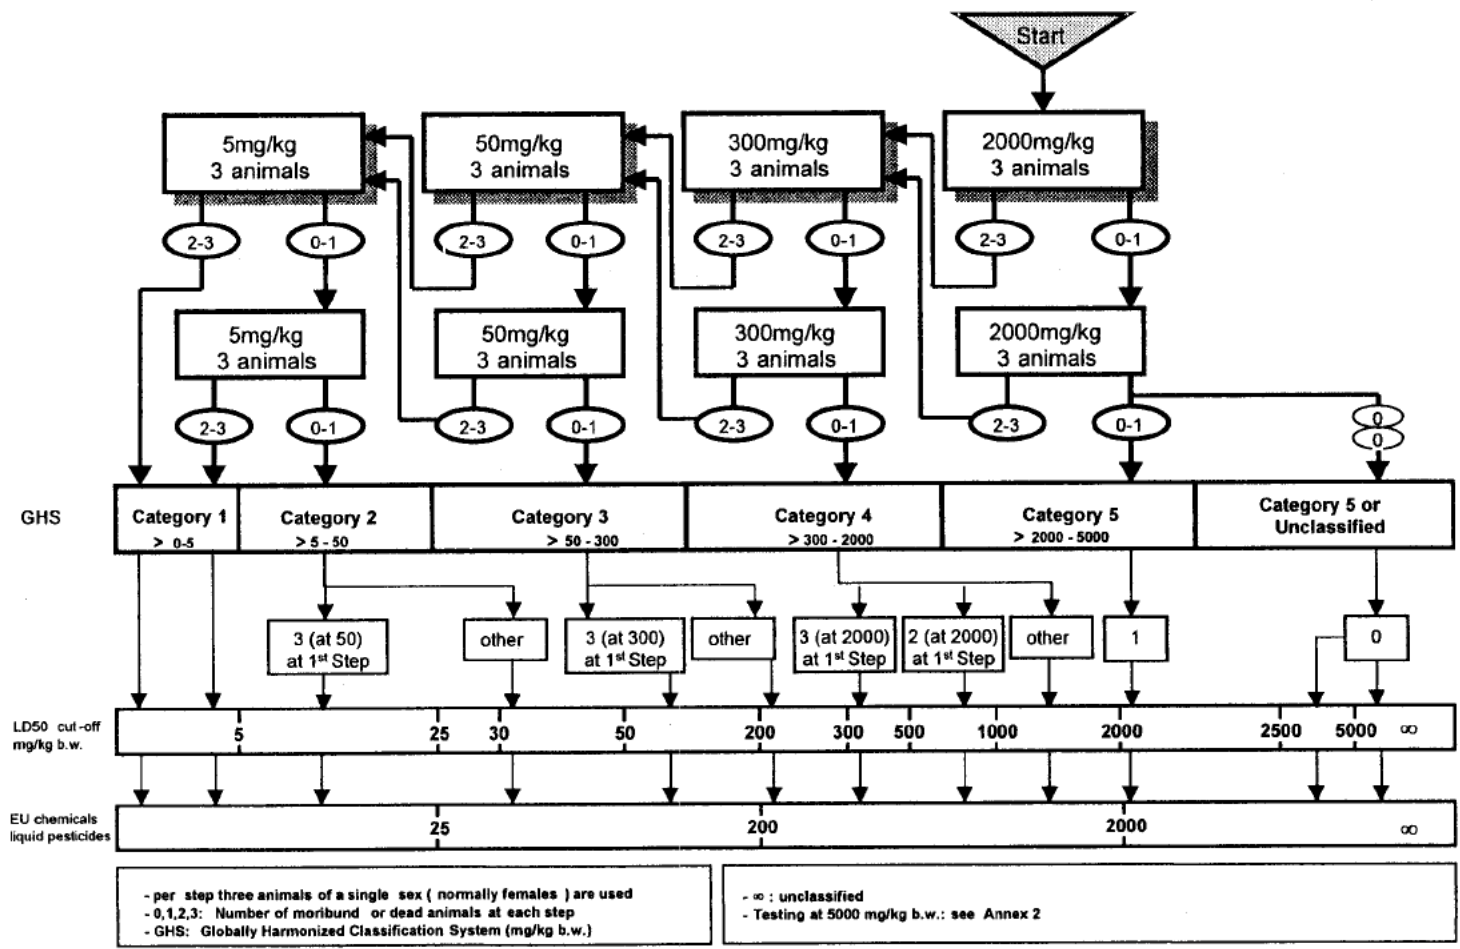 Start
5mg/kg
3 animals
50mg/kg
3 animals
300mg/kg
3 animals
2000mg/kg
3 animals
2-3
0-1
2-3
0-1
2-3
0-1
2-3
0-1
5mg/kg
3 animals
50mg/kg
3 animals
300mg/kg
3 animals
2000mg/kg
3 animals
2-3
0-1
2-3
0-1
2-3
0-1
2-3
0-1
0
0
GHS
Category 1
> 0-5
Category 2
> 5 - 50
Category 3
> 50 - 300
Category 4
> 300 - 2000
Category 5
> 2000 - 5000
Category 5 or
Unclassified
3 (at 50)
at 1st Step
other
3 (at 300)
at 1st Step
other
3 (at 2000)
at 1st Step
2 (at 2000)
at 1st Step
other
1
0
LD50 cut-off
mg/kg b.w.
5 25 30 50 200 300 500 1000 2000 2500 5000 ∞
EU chemicals
liquid pesticides
25 200 2000 ∞
- per step three animals of a single sex ( normally females ) are used
- 0,1,2,3: Number of moribund or dead animals at each step
- GHS: Globally Harmonized Classification System (mg/kg b.w.)
- ∞ : unclassified
- Testing at 5000 mg/kg b.w.: see Annex 2